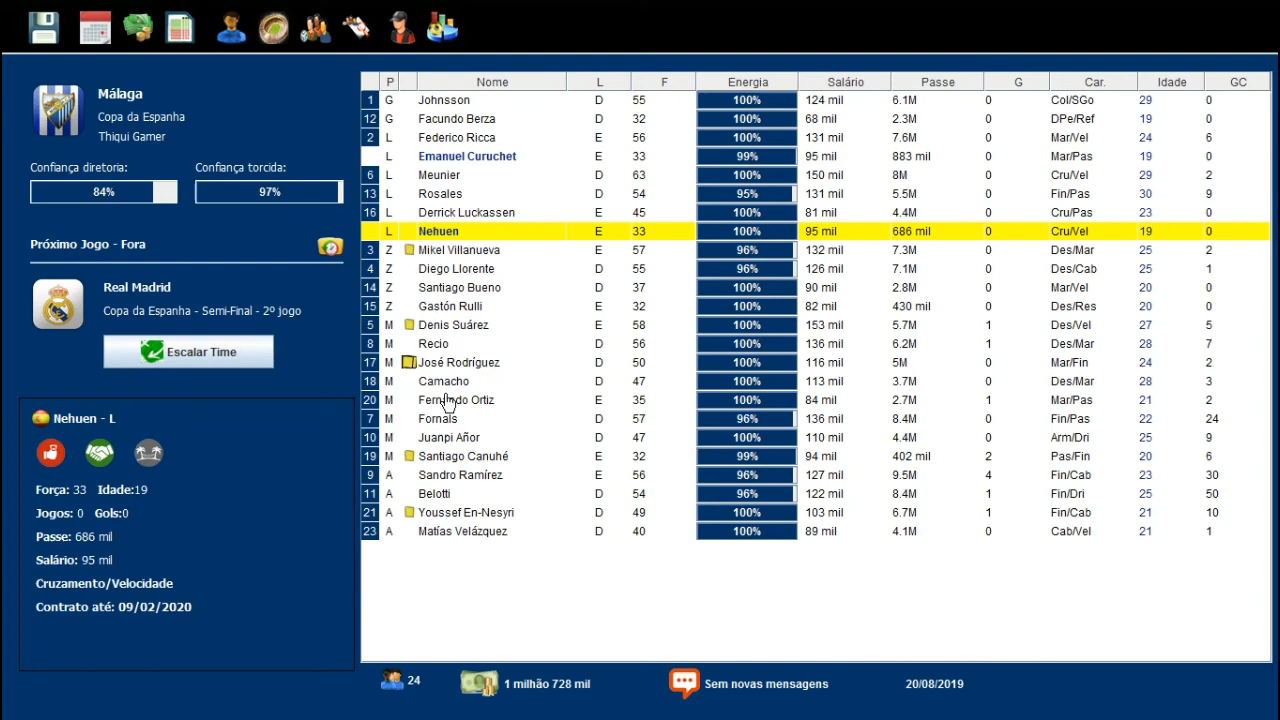 Málaga
Copa da Espanha
Thiqui Gamer
Confiança diretoria: Confiança torcida:
84% 97%
Próximo Jogo - Fora
Real Madrid
Copa da Espanha - Semi-Final - 2º jogo
Escalar Time
Nehuen - L
Força: 33 Idade:19
Jogos: 0 Gols:0
Passe: 686 mil
Salário: 95 mil
Cruzamento/Velocidade
Contrato até: 09/02/2020
P Nome L F Energia Salário Passe G Car. Idade GC
1 G Johnsson D 55 100% 124 mil 6.1M 0 Col/SGo 29 0
12 G Facundo Berza D 32 100% 68 mil 2.3M 0 DPe/Ref 19 0
2 L Federico Ricca E 56 100% 131 mil 7.6M 0 Mar/Vel 24 6
L Emanuel Curuchet E 33 99% 95 mil 883 mil 0 Mar/Pas 19 0
6 L Meunier D 63 100% 150 mil 8M 0 Cru/Vel 29 2
13 L Rosales D 54 95% 131 mil 5.5M 0 Fin/Pas 30 9
16 L Derrick Luckassen E 45 100% 81 mil 4.4M 0 Cru/Pas 23 0
L Nehuen E 33 100% 95 mil 686 mil 0 Cru/Vel 19 0
3 Z Mikel Villanueva E 57 96% 132 mil 7.3M 0 Des/Mar 25 2
4 Z Diego Llorente D 55 96% 126 mil 7.1M 0 Des/Cab 25 1
14 Z Santiago Bueno D 37 100% 90 mil 2.8M 0 Mar/Vel 20 0
15 Z Gastón Rulli E 32 100% 82 mil 430 mil 0 Des/Res 20 0
5 M Denis Suárez E 58 100% 153 mil 5.7M 1 Des/Vel 27 5
8 M Recio D 56 100% 136 mil 6.2M 1 Des/Mar 28 7
17 M José Rodríguez D 50 100% 116 mil 5M 0 Mar/Fin 24 2
18 M Camacho D 47 100% 113 mil 3.7M 0 Des/Mar 28 3
20 M Fernando Ortiz E 35 100% 84 mil 2.7M 1 Mar/Pas 21 2
7 M Fornals D 57 96% 136 mil 8.4M 0 Fin/Pas 22 24
10 M Juanpi Añor D 47 100% 110 mil 4.4M 0 Arm/Dri 25 9
19 M Santiago Canuhé E 32 99% 94 mil 402 mil 2 Pas/Fin 20 6
9 A Sandro Ramírez E 56 96% 127 mil 9.5M 4 Fin/Cab 23 30
11 A Belotti D 54 96% 122 mil 8.4M 1 Fin/Dri 25 50
21 A Youssef En-Nesyri D 49 100% 103 mil 6.7M 1 Fin/Cab 21 10
23 A Matías Velázquez D 40 100% 89 mil 4.1M 0 Cab/Vel 21 1
24 1 milhão 728 mil Sem novas mensagens 20/08/2019